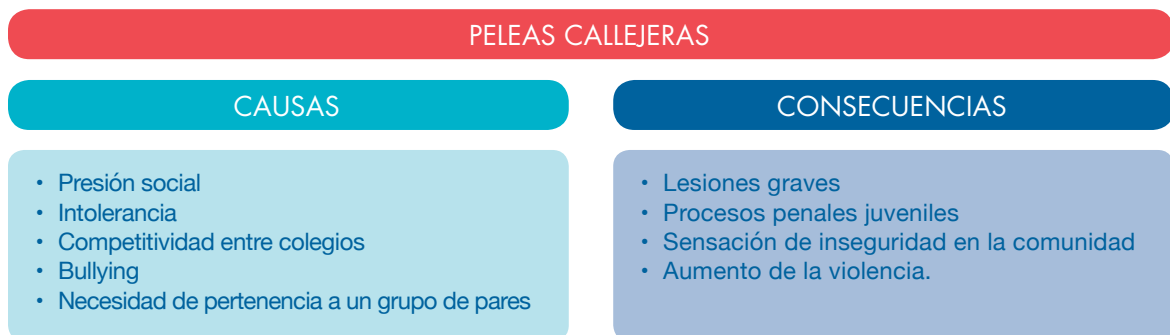 PELEAS CALLEJERAS
CAUSAS
• Presión social
• Intolerancia
• Competitividad entre colegios
• Bullying
• Necesidad de pertenencia a un grupo de pares
CONSECUENCIAS
• Lesiones graves
• Procesos penales juveniles
• Sensación de inseguridad en la comunidad
• Aumento de la violencia.